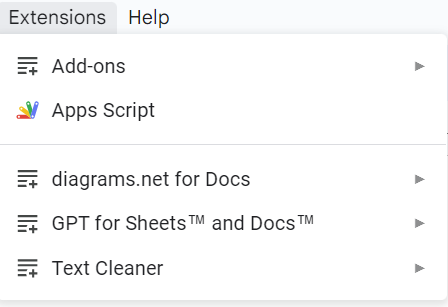 Extensions Help
Add-ons
Apps Script
diagrams.net for Docs
GPT for Sheets™ and Docs™
Text Cleaner